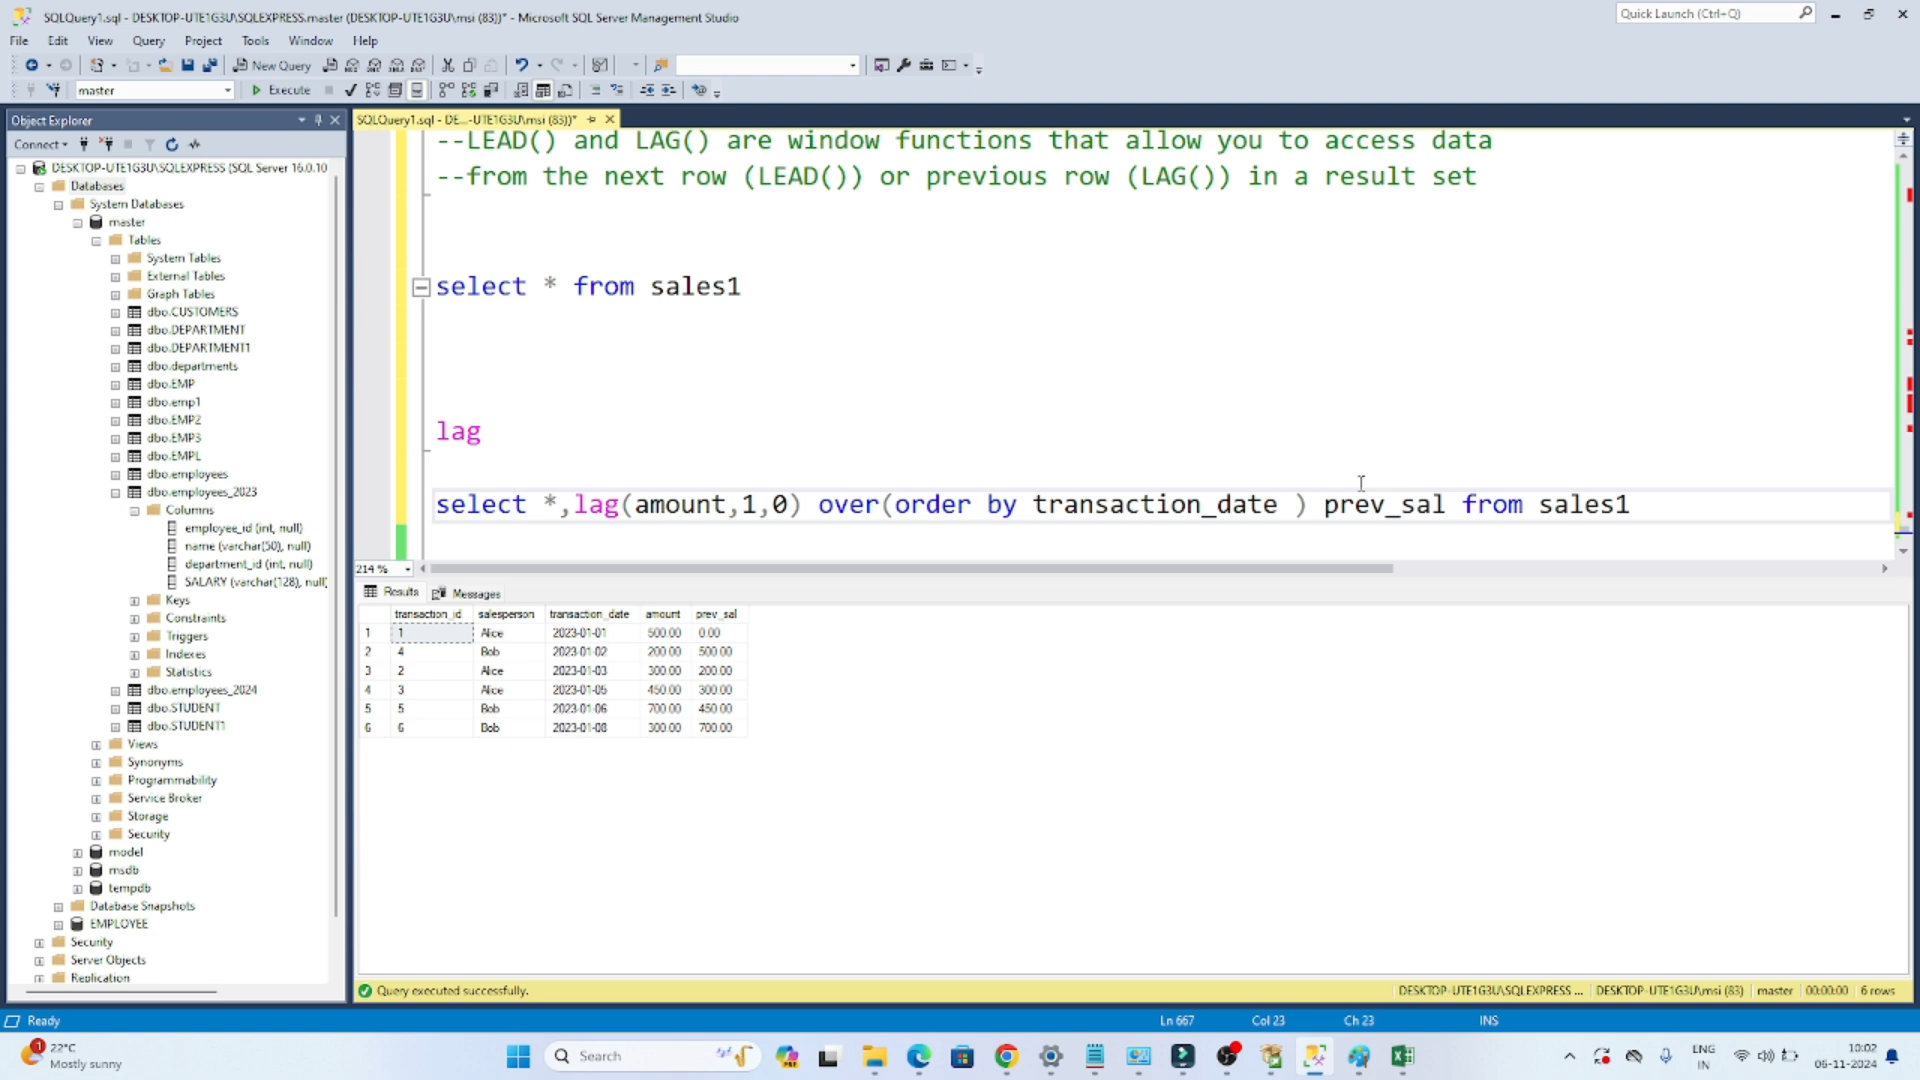 SQLQuery1.sql - DESKTOP-UTE1G3U\SQLEXPRESS.master (DESKTOP-UTE1G3U\msi (83))* - Microsoft SQL Server Management Studio
Quick Launch (Ctrl+Q)
File Edit View Query Project Tools Window Help
New Query
master
Execute
Object Explorer
Connect
DESKTOP-UTE1G3U\SQLEXPRESS (SQL Server 16.0.10
Databases
System Databases
master
Tables
System Tables
External Tables
Graph Tables
dbo.CUSTOMERS
dbo.DEPARTMENT
dbo.DEPARTMENT1
dbo.departments
dbo.EMP
dbo.emp1
dbo.EMP2
dbo.EMP3
dbo.EMPL
dbo.employees
dbo.employees_2023
Columns
employee_id (int, null)
name (varchar(50), null)
department_id (int, null)
SALARY (varchar(128), null
Keys
Constraints
Triggers
Indexes
Statistics
dbo.employees_2024
dbo.STUDENT
dbo.STUDENT1
Views
Synonyms
Programmability
Service Broker
Storage
Security
model
msdb
tempdb
Database Snapshots
EMPLOYEE
Security
Server Objects
Replication
SQLQuery1.sql - DE...-UTE1G3U\msi (83))*
--LEAD() and LAG() are window functions that allow you to access data
--from the next row (LEAD()) or previous row (LAG()) in a result set
select * from sales1
lag
select *,lag(amount,1,0) over(order by transaction_date ) prev_sal from sales1
214 %
Results Messages
transaction_id salesperson transaction_date amount prev_sal
1 1 Alice 2023-01-01 500.00 0.00
2 4 Bob 2023-01-02 200.00 500.00
3 2 Alice 2023-01-03 300.00 200.00
4 3 Alice 2023-01-05 450.00 300.00
5 5 Bob 2023-01-06 700.00 450.00
6 6 Bob 2023-01-08 300.00 700.00
Query executed successfully.
DESKTOP-UTE1G3U\SQLEXPRESS ... DESKTOP-UTE1G3U\msi (83) master 00:00:00 6 rows
Ready
Ln 667 Col 23 Ch 23 INS
1
22°C
Mostly sunny
Search
ENG
IN
10:02
06-11-2024